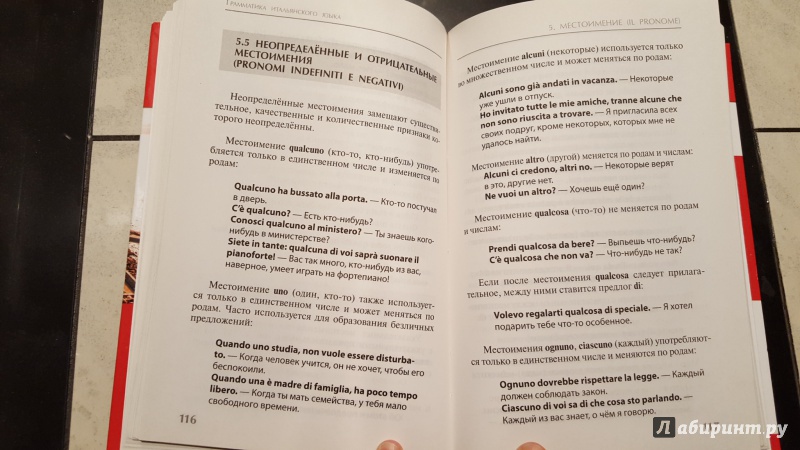 Грамматика итальянского языка
5.5 НЕОПРЕДЕЛЁННЫЕ И ОТРИЦАТЕЛЬНЫЕ
МЕСТОИМЕНИЯ
(PRONOMI INDEFINITI E NEGATIVI)
Неопределённые местоимения замещают существи-
тельное, качественные и количественные признаки ко-
торого неопределённы.
Местоимение qualcuno (кто-то, кто-нибудь) употре-
бляется только в единственном числе и изменяется по
родам:
Qualcuno ha bussato alla porta. — Кто-то постучал
в дверь.
C'è qualcuno? — Есть кто-нибудь?
Conosci qualcuno al ministero? — Ты знаешь кого-
нибудь в министерстве?
Siete in tante: qualcuna di voi saprà suonare il
pianoforte! — Вас так много, кто-нибудь из вас,
наверное, умеет играть на фортепиано!
Местоимение uno (один, кто-то) также использует-
ся только в единственном числе и может меняться по
родам. Часто используется для образования безличных
предложений:
Quando uno studia, non vuole essere disturba-
to. — Когда человек учится, он не хочет, чтобы его
беспокоили.
Quando una è madre di famiglia, ha poco tempo
libero. — Когда ты мать семейства, у тебя мало
свободного времени.
116
5. МЕСТОИМЕНИЕ (IL PRONOME)
Местоимение alcuni (некоторые) используется только
во множественном числе и может меняться по родам:
Alcuni sono già andati in vacanza. — Некоторые
уже ушли в отпуск.
Ho invitato tutte le mie amiche, tranne alcune che
non sono riuscita a trovare. — Я пригласила всех
своих подруг, кроме некоторых, которых мне не
удалось найти.
Местоимение altro (другой) меняется по родам и числам:
Alcuni ci credono, altri no. — Некоторые верят
в это, другие нет.
Ne vuoi un altro? — Хочешь ещё один?
Местоимение qualcosa (что-то) не меняется по родам
и числам:
Prendi qualcosa da bere? — Выпьешь что-нибудь?
C'è qualcosa che non va? — Что-нибудь не так?
Если после местоимения qualcosa следует прилага-
тельное, между ними ставится предлог di:
Volevo regalarti qualcosa di speciale. — Я хотел
подарить тебе что-то особенное.
Местоимения ognuno, ciascuno (каждый) употребляют-
ся только в единственном числе и меняются по родам:
Ognuno dovrebbe rispettare la legge. — Каждый
должен соблюдать закон.
Ciascuno di voi sa di che cosa sto parlando. —
Каждый из вас знает, о чём я говорю.
Лабиринт.ру